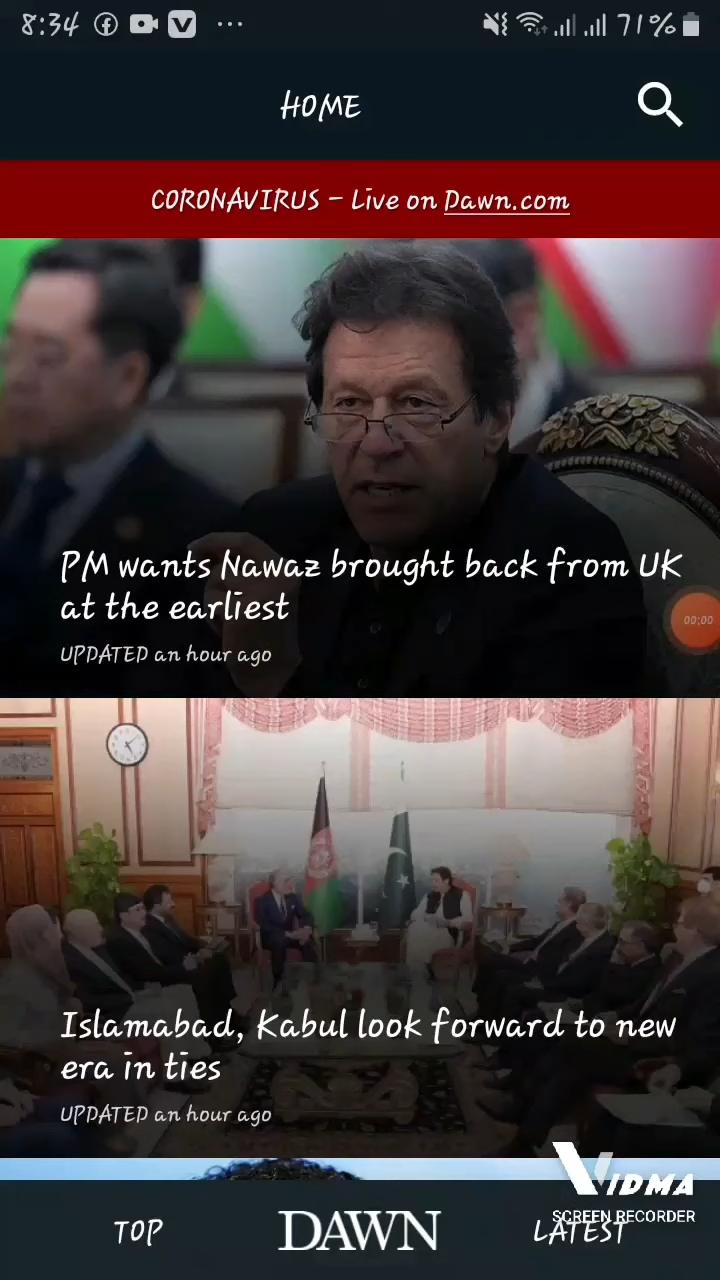 8:34
71%
HOME
CORONAVIRUS – Live on Dawn.com
PM wants Nawaz brought back from UK
at the earliest
UPDATED an hour ago
00:00
Islamabad, Kabul look forward to new
era in ties
UPDATED an hour ago
VIDMA
SCREEN RECORDER
TOP
DAWN
LATEST